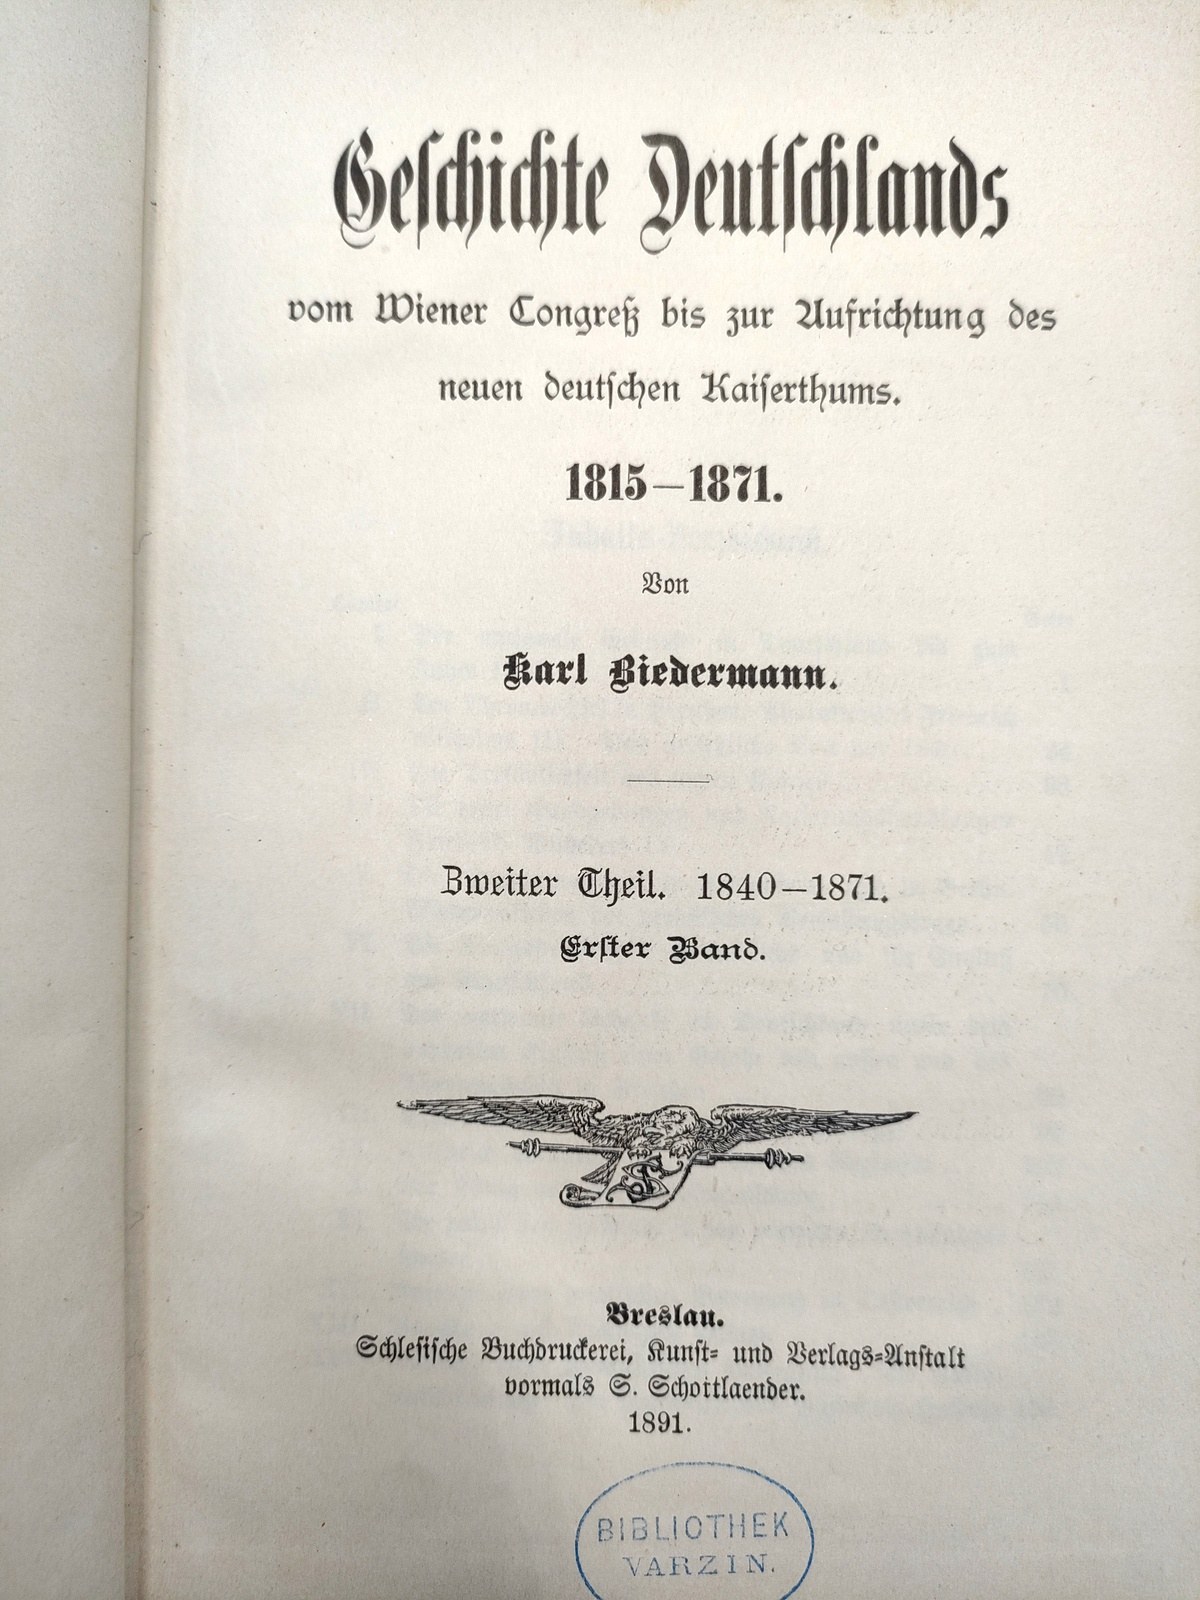 Geschichte Deutschlands
vom Wiener Congreß bis zur Aufrichtung des
neuen deutschen Kaiserthums.
1815—1871.
Von
Karl Biedermann.
Zweiter Theil. 1840—1871.
Erster Band.
Breslau.
Schlesische Buchdruckerei, Kunst- und Verlags-Anstalt
vormals S. Schottlaender.
1891.
BIBLIOTHEK
VARZIN.